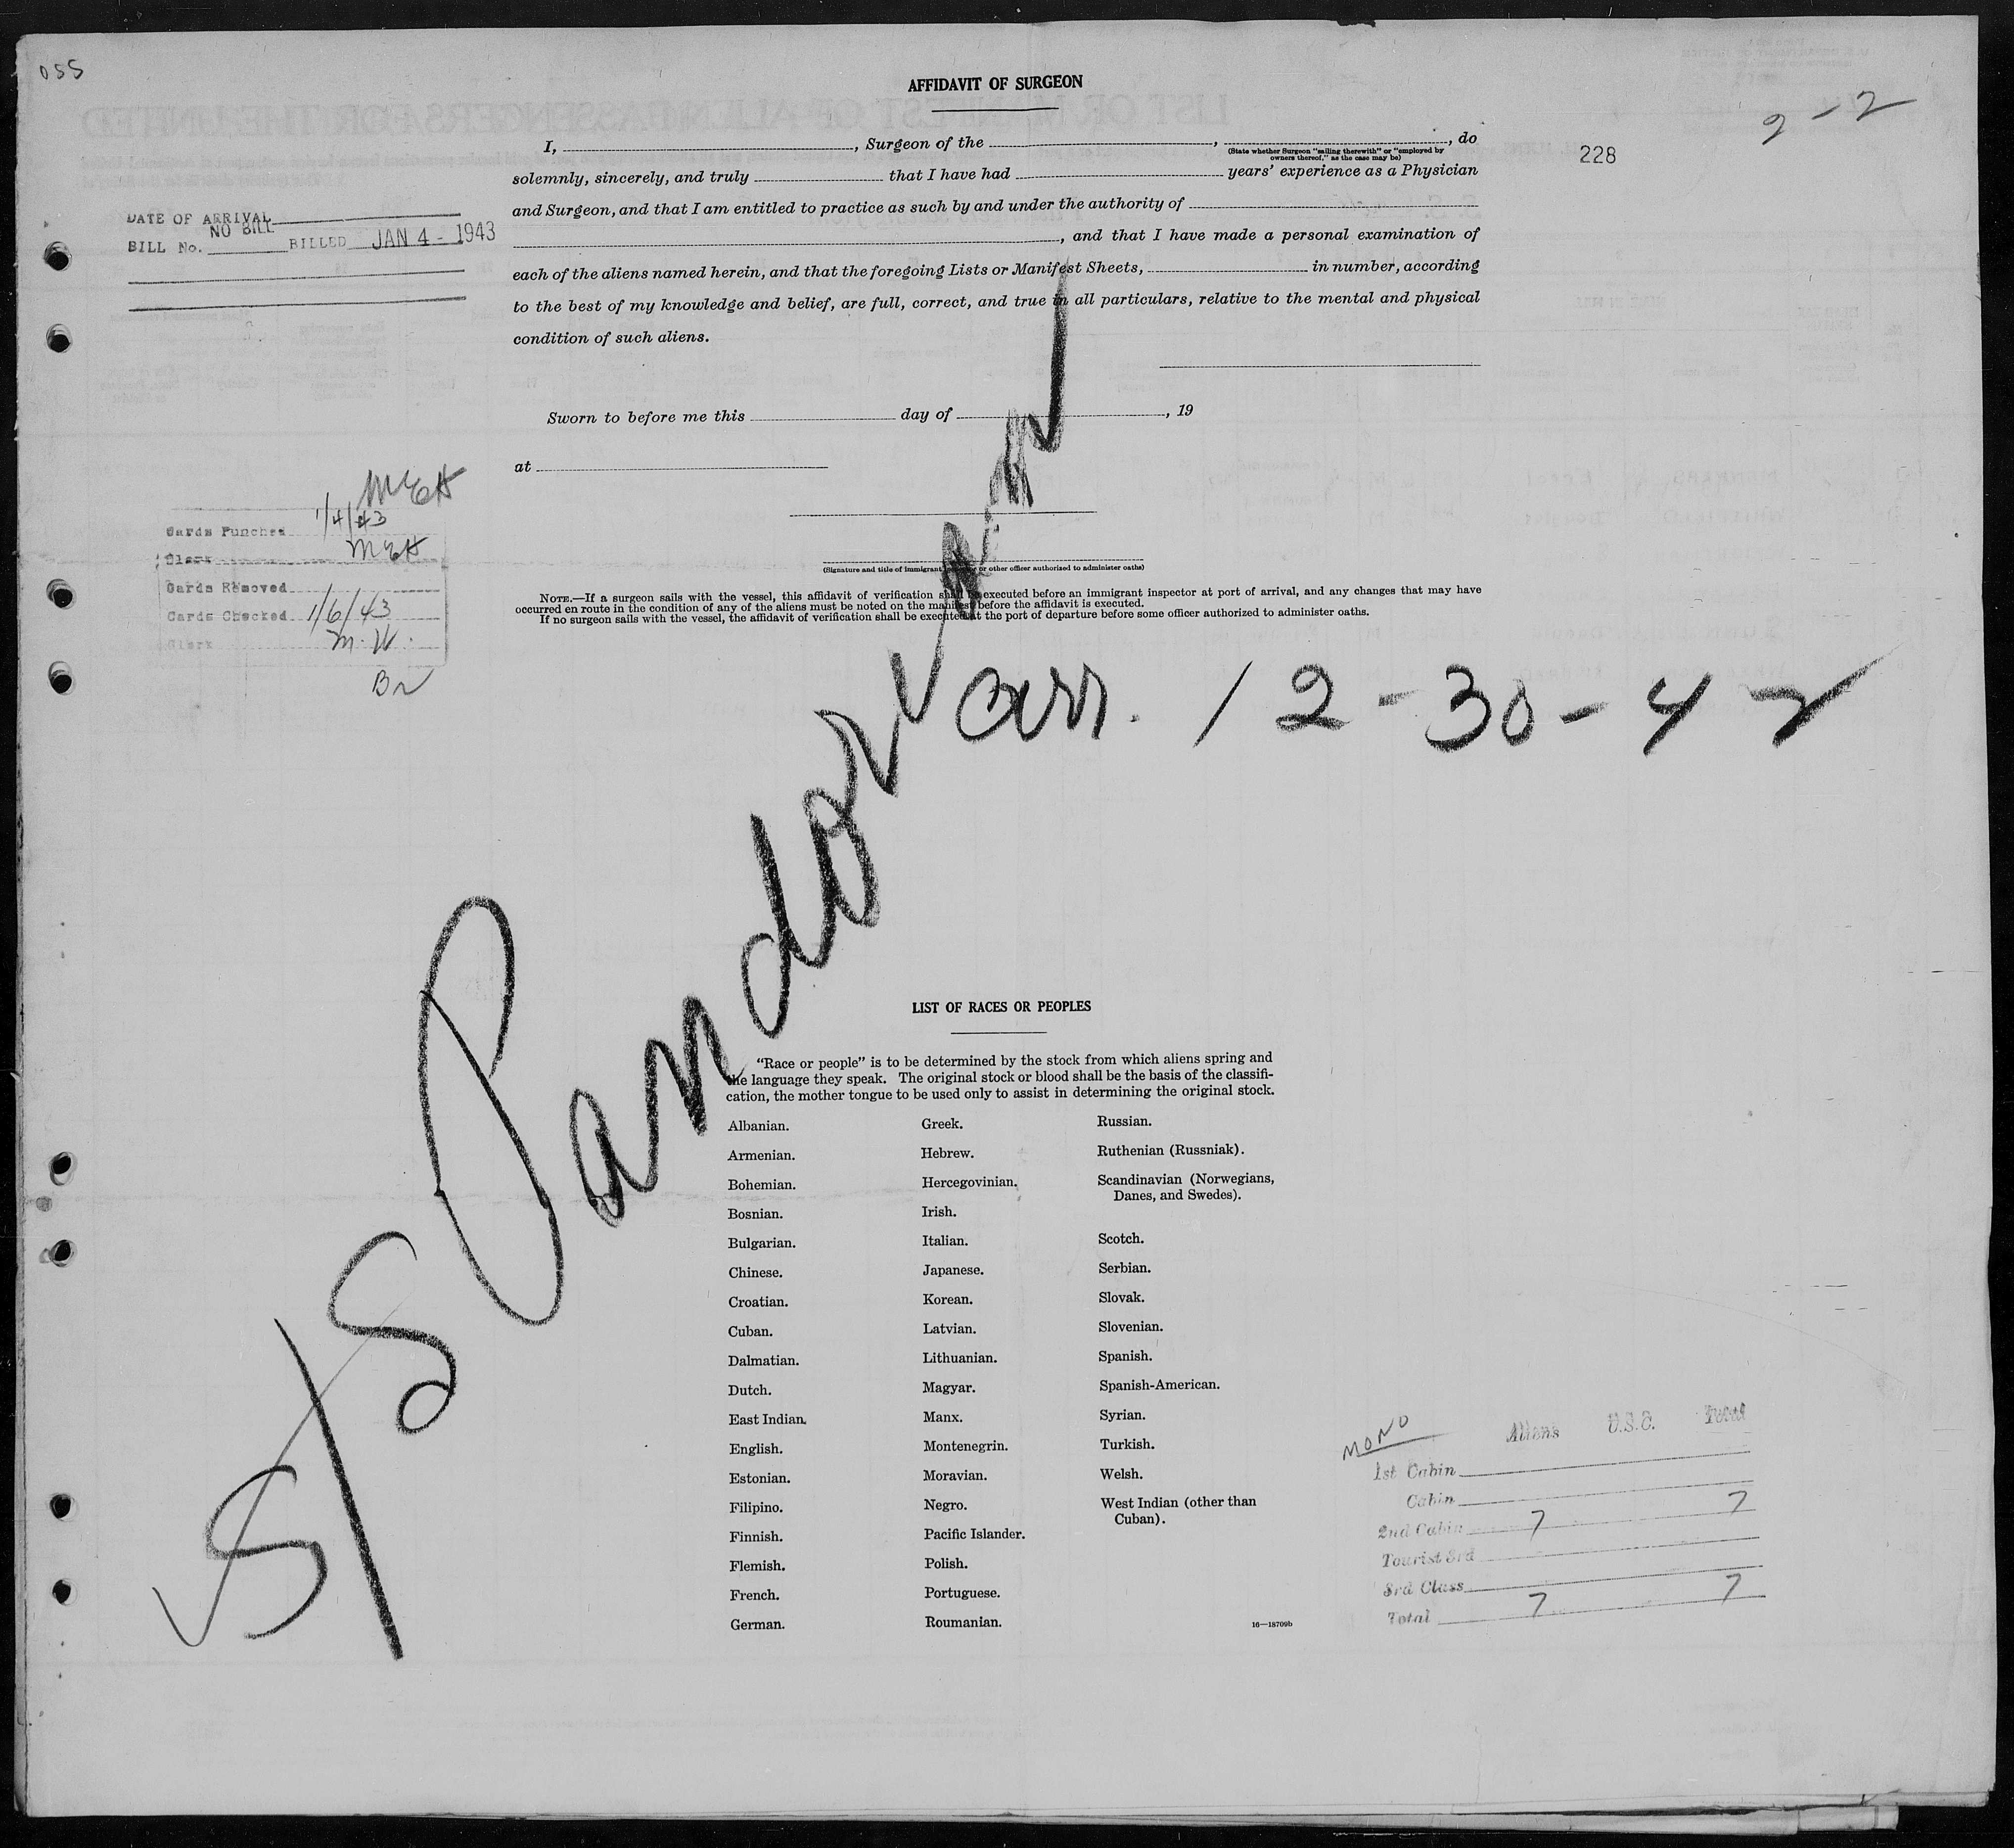 055
AFFIDAVIT OF SURGEON
2-2
228
I, , Surgeon of the , , do
(State whether Surgeon "sailing therewith" or "employed by
owners thereof," as the case may be)
solemnly, sincerely, and truly that I have had years' experience as a Physician
and Surgeon, and that I am entitled to practice as such by and under the authority of
, and that I have made a personal examination of
each of the aliens named herein, and that the foregoing Lists or Manifest Sheets, in number, according
to the best of my knowledge and belief, are full, correct, and true in all particulars, relative to the mental and physical
condition of such aliens.
DATE OF ARRIVAL
NO BILL
BILL No. BILLED JAN 4 - 1943
Sworn to before me this day of , 19
at
MEH
Cards Punched 1/4/43
Clerk MEH
Cards Removed
Cards Checked 1/6/43
Clerk M.W.
(Signature and title of immigrant inspector or other officer authorized to administer oaths)
NOTE.—If a surgeon sails with the vessel, this affidavit of verification shall be executed before an immigrant inspector at port of arrival, and any changes that may have
occurred en route in the condition of any of the aliens must be noted on the manifest before the affidavit is executed.
If no surgeon sails with the vessel, the affidavit of verification shall be executed at the port of departure before some officer authorized to administer oaths.
arr. 12-30-42
S/S Pandor
LIST OF RACES OR PEOPLES
"Race or people" is to be determined by the stock from which aliens spring and
the language they speak. The original stock or blood shall be the basis of the classifi-
cation, the mother tongue to be used only to assist in determining the original stock.
Albanian.
Armenian.
Bohemian.
Bosnian.
Bulgarian.
Chinese.
Croatian.
Cuban.
Dalmatian.
Dutch.
East Indian.
English.
Estonian.
Filipino.
Finnish.
Flemish.
French.
German.
Greek.
Hebrew.
Hercegovinian.
Irish.
Italian.
Japanese.
Korean.
Latvian.
Lithuanian.
Magyar.
Manx.
Montenegrin.
Moravian.
Negro.
Pacific Islander.
Polish.
Portuguese.
Roumanian.
Russian.
Ruthenian (Russniak).
Scandinavian (Norwegians,
Danes, and Swedes).
Scotch.
Serbian.
Slovak.
Slovenian.
Spanish.
Spanish-American.
Syrian.
Turkish.
Welsh.
West Indian (other than
Cuban).
16—18709b
MONO Aliens U.S.C. Total
1st Cabin
Cabin 7
2nd Cabin 7
Tourist 3rd
3rd Class 7
Total 7